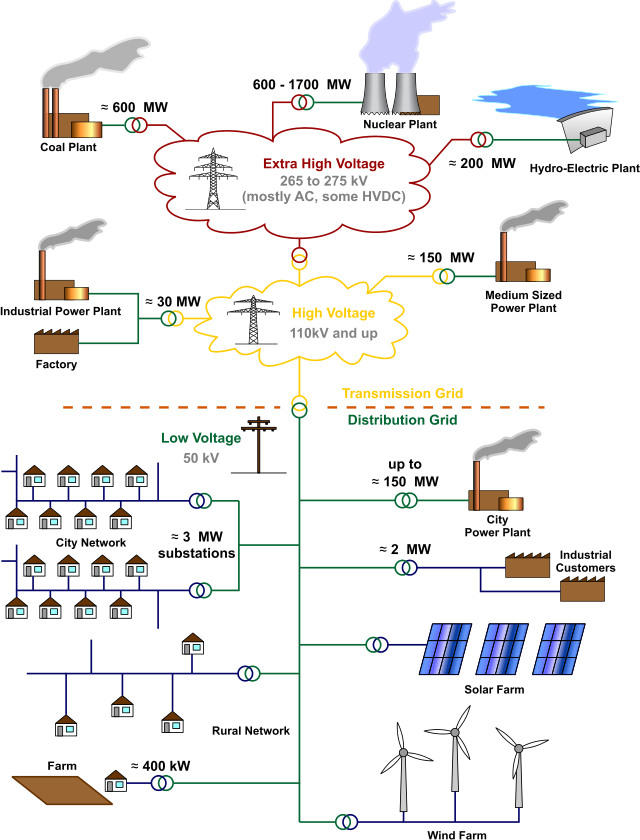 600 - 1700 MW
≈ 600 MW
Nuclear Plant
Coal Plant
Extra High Voltage
265 to 275 kV
(mostly AC, some HVDC)
≈ 200 MW
Hydro-Electric Plant
≈ 150 MW
Medium Sized
Power Plant
≈ 30 MW
Industrial Power Plant
High Voltage
110kV and up
Factory
Transmission Grid
Distribution Grid
Low Voltage
50 kV
up to
≈ 150 MW
City
Power Plant
City Network
≈ 3 MW
substations
≈ 2 MW
Industrial
Customers
Solar Farm
Rural Network
Farm
≈ 400 kW
Wind Farm